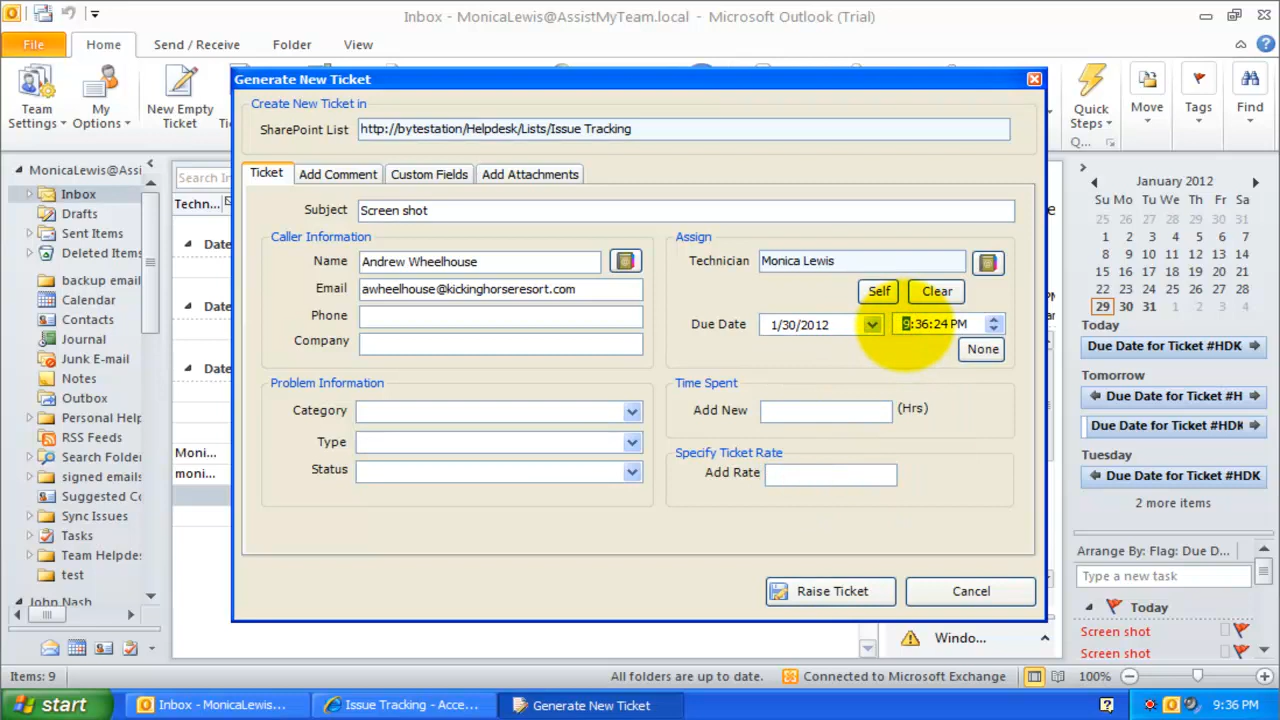 Inbox - MonicaLewis@AssistMyTeam.local - Microsoft Outlook (Trial)
File Home Send / Receive Folder View
Team Settings
My Options
New Empty Ticket
Quick Steps
Move
Tags
Find
Q...
Generate New Ticket
Create New Ticket in
SharePoint List http://bytestation/Helpdesk/Lists/Issue Tracking
Ticket Add Comment Custom Fields Add Attachments
Subject Screen shot
Caller Information
Name Andrew Wheelhouse
Email awheelhouse@kickinghorseresort.com
Phone
Company
Assign
Technician Monica Lewis
Self Clear
Due Date 1/30/2012 9:36:24 PM
None
Problem Information
Category
Type
Status
Time Spent
Add New (Hrs)
Specify Ticket Rate
Add Rate
Raise Ticket Cancel
MonicaLewis@Assi
Inbox
Drafts
Sent Items
Deleted Items
backup email
Calendar
Contacts
Journal
Junk E-mail
Notes
Outbox
Personal Help
RSS Feeds
Search Folder
signed emails
Suggested Co
Sync Issues
Tasks
Team Helpdes
test
John Nash
Search In
Techn...
Date
Date
Date
Moni...
moni...
January 2012
Su Mo Tu We Th Fr Sa
25 26 27 28 29 30 31
1 2 3 4 5 6 7
8 9 10 11 12 13 14
15 16 17 18 19 20 21
22 23 24 25 26 27 28
29 30 31 1 2 3 4
Today
Due Date for Ticket #HDK
Tomorrow
Due Date for Ticket #H
Due Date for Ticket #HDK
Tuesday
Due Date for Ticket #HDK
2 more items
Arrange By: Flag: Due D...
Type a new task
Today
Screen shot
Screen shot
Windo...
Items: 9 All folders are up to date. Connected to Microsoft Exchange 100%
start Inbox - MonicaLewis... Issue Tracking - Acce... Generate New Ticket 9:36 PM